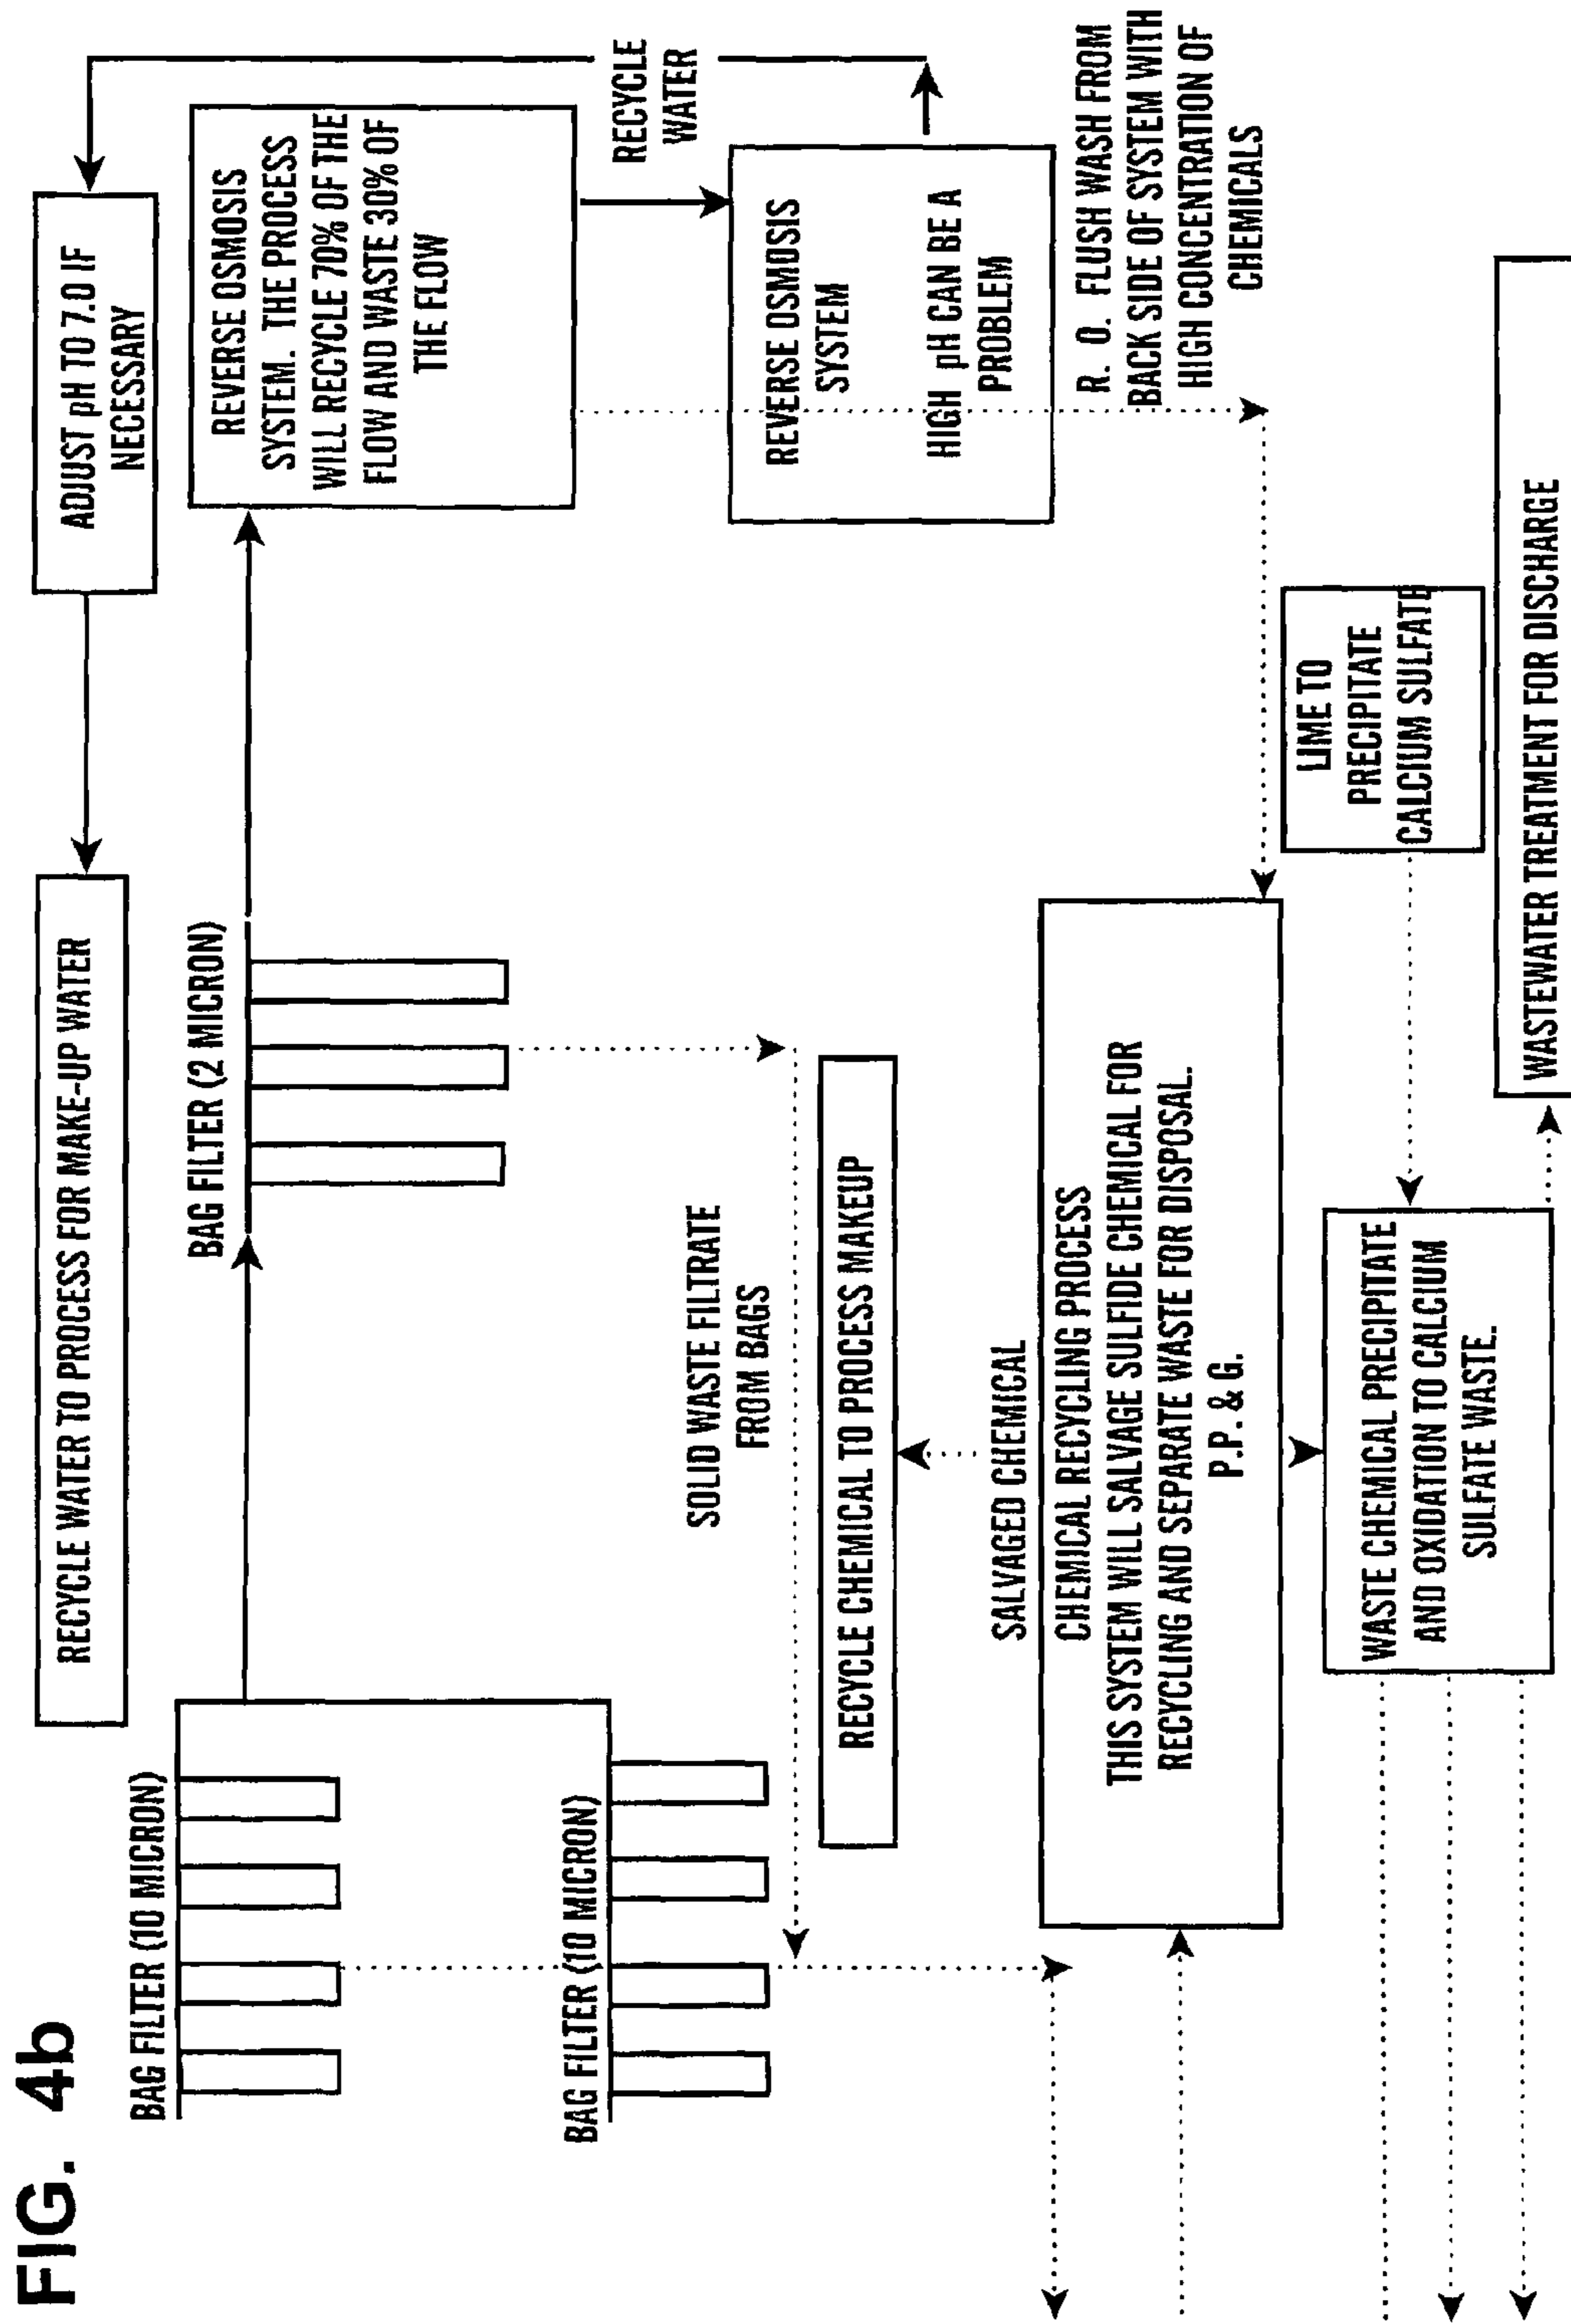 FIG. 4b
RECYCLE WATER TO PROCESS FOR MAKE-UP WATER
ADJUST pH TO 7.0 IF
NECESSARY
BAG FILTER (10 MICRON)
BAG FILTER (2 MICRON)
REVERSE OSMOSIS
SYSTEM. THE PROCESS
WILL RECYCLE 70% OF THE
FLOW AND WASTE 30% OF
THE FLOW
RECYCLE
WATER
BAG FILTER (10 MICRON)
SOLID WASTE FILTRATE
FROM BAGS
REVERSE OSMOSIS
SYSTEM
HIGH pH CAN BE A
PROBLEM
RECYCLE CHEMICAL TO PROCESS MAKEUP
SALVAGED CHEMICAL
R. O. FLUSH WASH FROM
BACK SIDE OF SYSTEM WITH
HIGH CONCENTRATION OF
CHEMICALS
CHEMICAL RECYCLING PROCESS
THIS SYSTEM WILL SALVAGE SULFIDE CHEMICAL FOR
RECYCLING AND SEPARATE WASTE FOR DISPOSAL.
P.P. & G.
LIME TO
PRECIPITATE
CALCIUM SULFATE
WASTE CHEMICAL PRECIPITATE
AND OXIDATION TO CALCIUM
SULFATE WASTE.
WASTEWATER TREATMENT FOR DISCHARGE